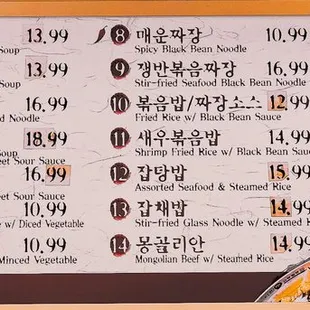 13.99
Soup
13.99
Soup
16.99
d Noodle
18.99
eet Sour Sauce
16.99
eet Sour Sauce
10.99
w/ Diced Vegetable
10.99
Minced Vegetable
8 매운짜장 10.99
Spicy Black Bean Noodle
9 쟁반볶음짜장 16.99
Stir-fried Seafood Black Bean Noodle
10 볶음밥/짜장소스 12.99
Fried Rice w/ Black Bean Sauce
11 새우볶음밥 14.99
Shrimp Fried Rice w/ Black Bean Sauce
12 잡탕밥 15.99
Assorted Seafood & Steamed Rice
13 잡채밥 14.99
Stir-fried Glass Noodle w/ Steamed R
14 몽골리안 14.99
Mongolian Beef w/ Steamed Rice